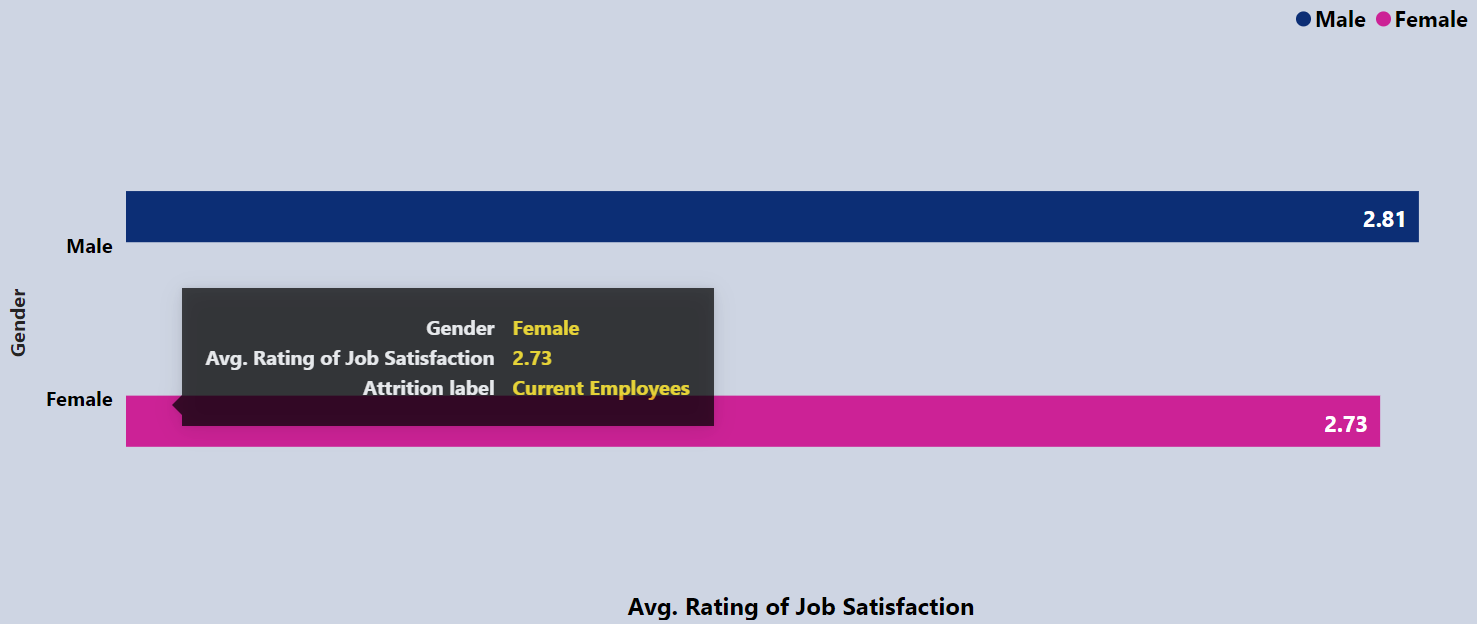 Male Female
2.81
Male
Gender
Gender Female
Avg. Rating of Job Satisfaction 2.73
Attrition label Current Employees
Female
2.73
Avg. Rating of Job Satisfaction